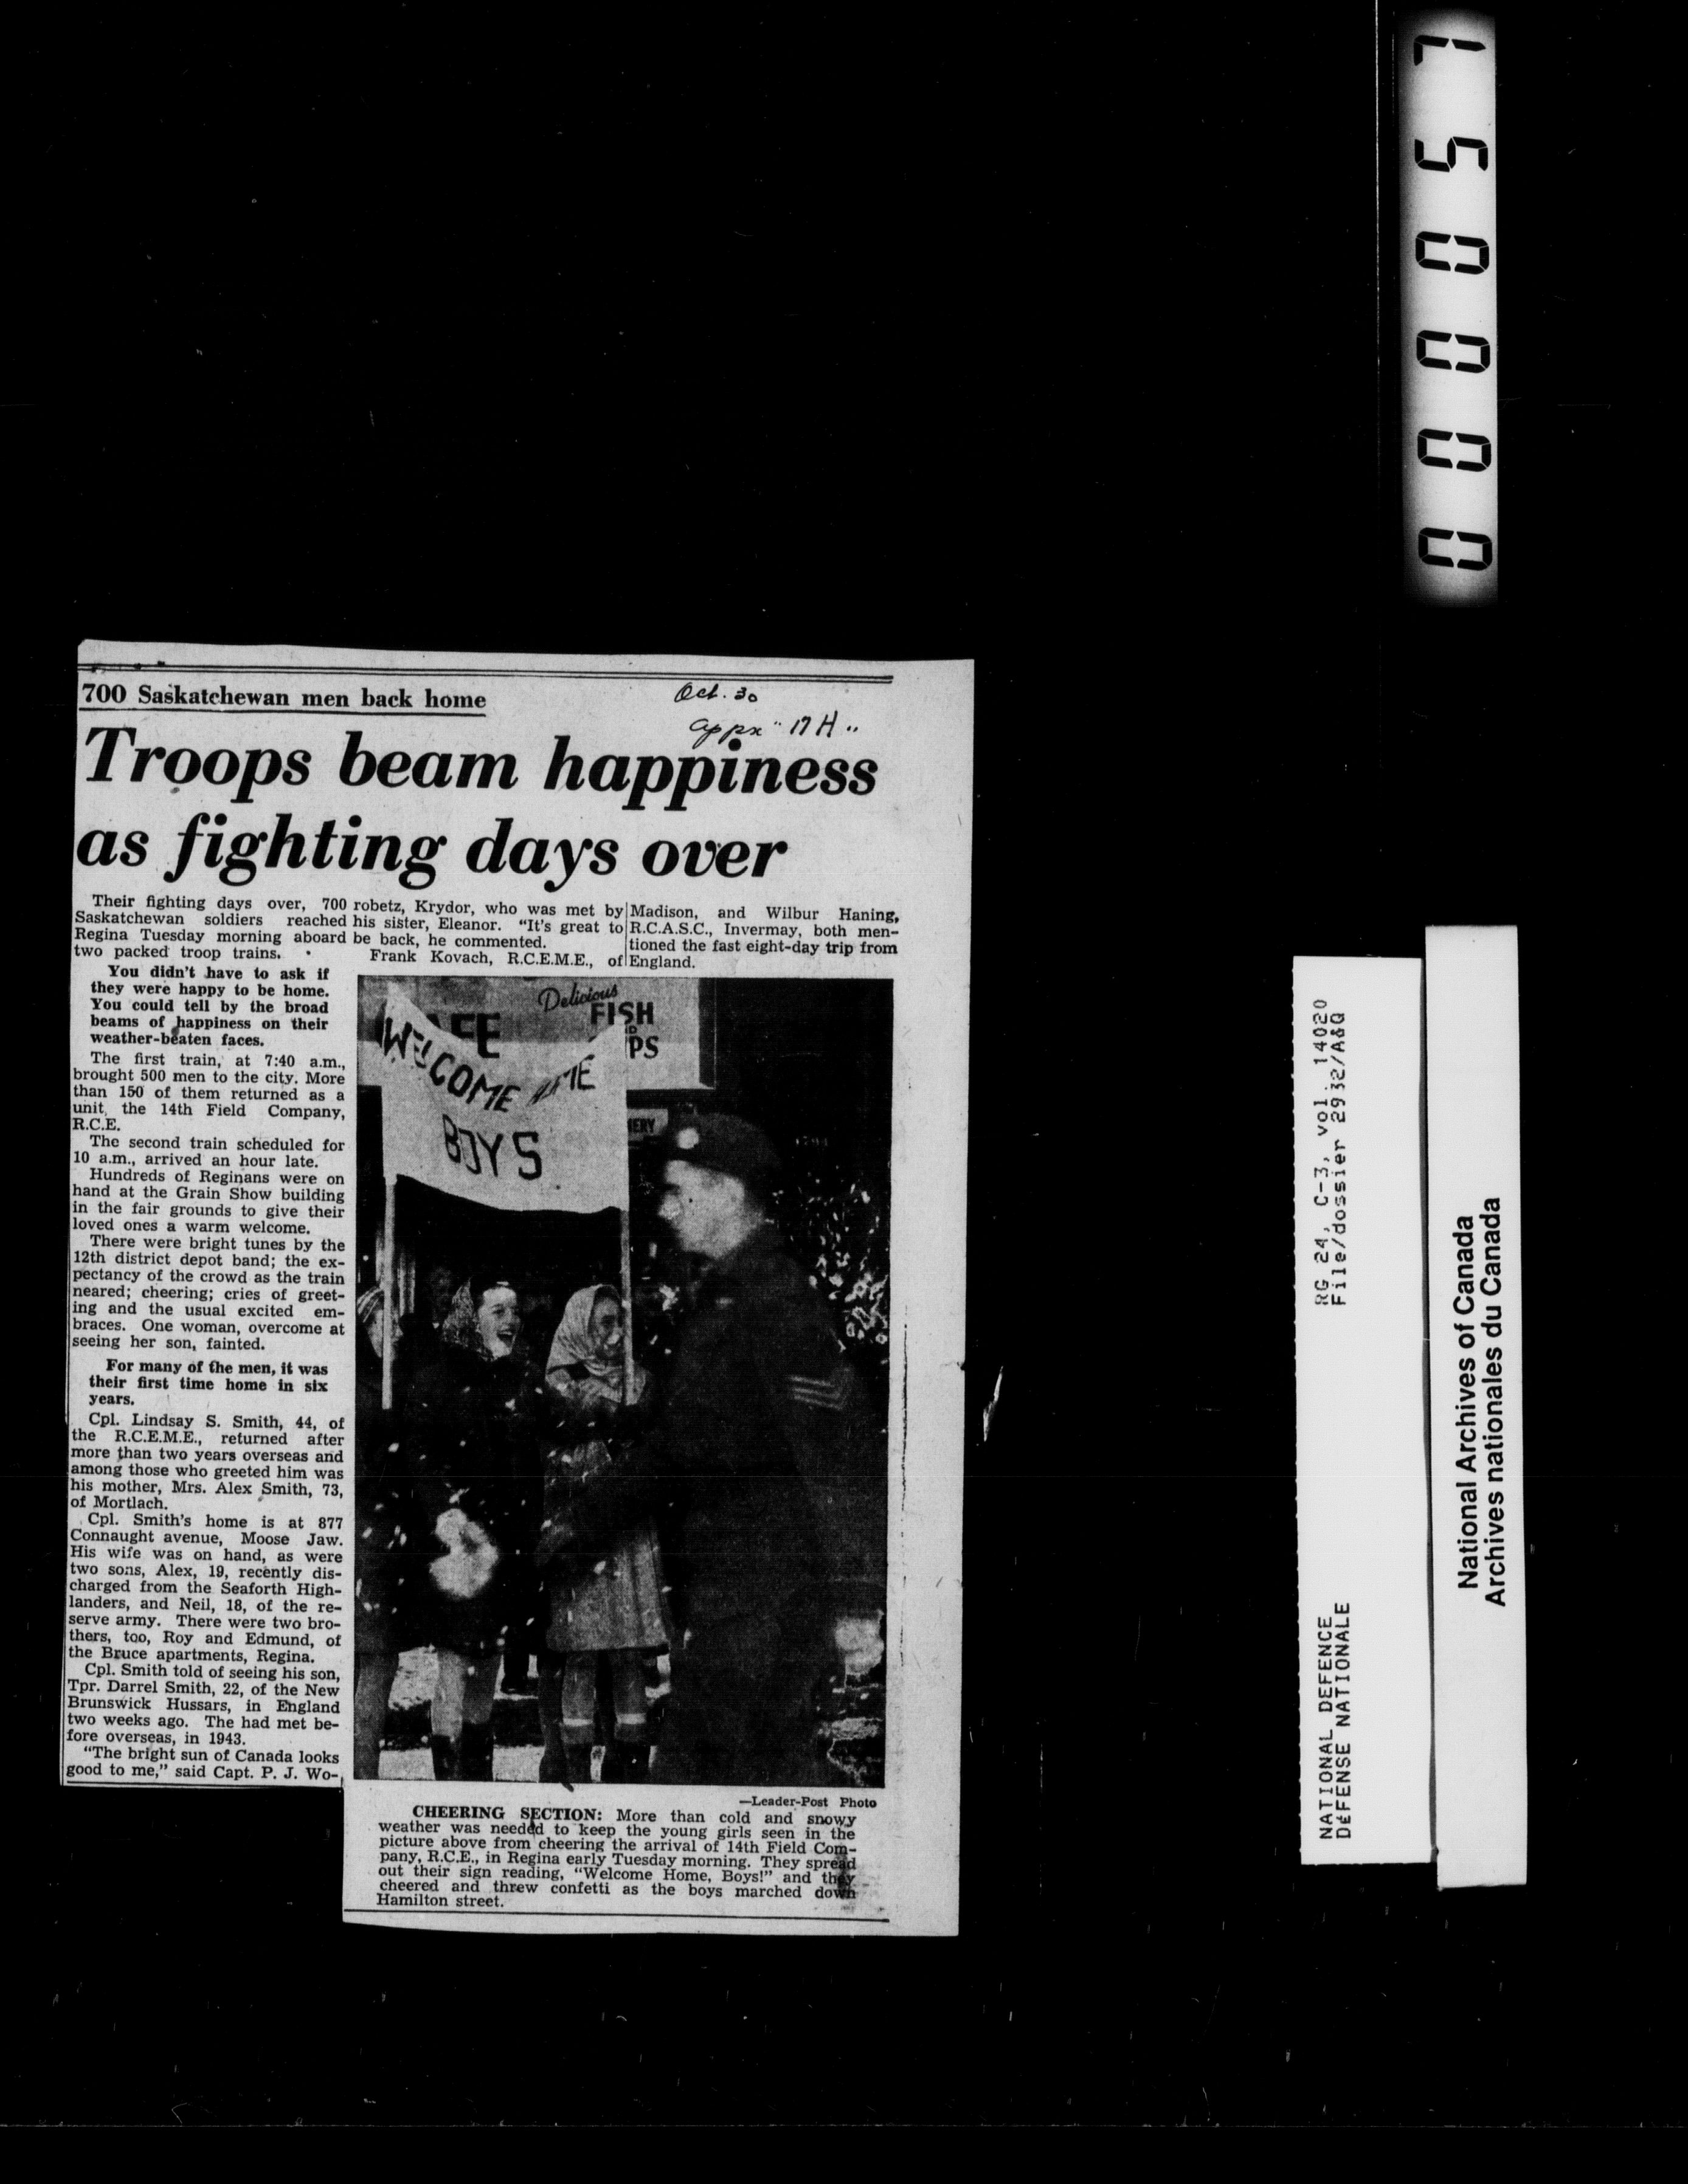 700 Saskatchewan men back home
Oct. 30
appx "17 H"
Troops beam happiness
as fighting days over
Their fighting days over, 700
Saskatchewan soldiers reached
Regina Tuesday morning aboard
two packed troop trains.
You didn't have to ask if
they were happy to be home.
You could tell by the broad
beams of happiness on their
weather-beaten faces.
The first train, at 7:40 a.m.,
brought 500 men to the city. More
than 150 of them returned as a
unit, the 14th Field Company,
R.C.E.
The second train scheduled for
10 a.m., arrived an hour late.
Hundreds of Reginans were on
hand at the Grain Show building
in the fair grounds to give their
loved ones a warm welcome.
There were bright tunes by the
12th district depot band; the ex-
pectancy of the crowd as the train
neared; cheering; cries of greet-
ing and the usual excited em-
braces. One woman, overcome at
seeing her son, fainted.
For many of the men, it was
their first time home in six
years.
Cpl. Lindsay S. Smith, 44, of
the R.C.E.M.E., returned after
more than two years overseas and
among those who greeted him was
his mother, Mrs. Alex Smith, 73,
of Mortlach.
Cpl. Smith's home is at 877
Connaught avenue, Moose Jaw.
His wife was on hand, as were
two sons, Alex, 19, recently dis-
charged from the Seaforth High-
landers, and Neil, 18, of the re-
serve army. There were two bro-
thers, too, Roy and Edmund, of
the Bruce apartments, Regina.
Cpl. Smith told of seeing his son,
Tpr. Darrel Smith, 22, of the New
Brunswick Hussars, in England
two weeks ago. The had met be-
fore overseas, in 1943.
"The bright sun of Canada looks
good to me," said Capt. P. J. Wo-
robetz, Krydor, who was met by
his sister, Eleanor. "It's great to
be back, he commented.
Frank Kovach, R.C.E.M.E., of
Madison, and Wilbur Haning,
R.C.A.S.C., Invermay, both men-
tioned the fast eight-day trip from
England.
Delicious
FISH
PS
AFE
WELCOME HOME
BOYS
ERY
—Leader-Post Photo
CHEERING SECTION: More than cold and snowy
weather was needed to keep the young girls seen in the
picture above from cheering the arrival of 14th Field Com-
pany, R.C.E., in Regina early Tuesday morning. They spread
out their sign reading, "Welcome Home, Boys!" and they
cheered and threw confetti as the boys marched down
Hamilton street.
000057
RG 24, C-3, vol. 14020
File/dossier 2932/A&Q
NATIONAL DEFENCE
DéFENSE NATIONALE
National Archives of Canada
Archives nationales du Canada